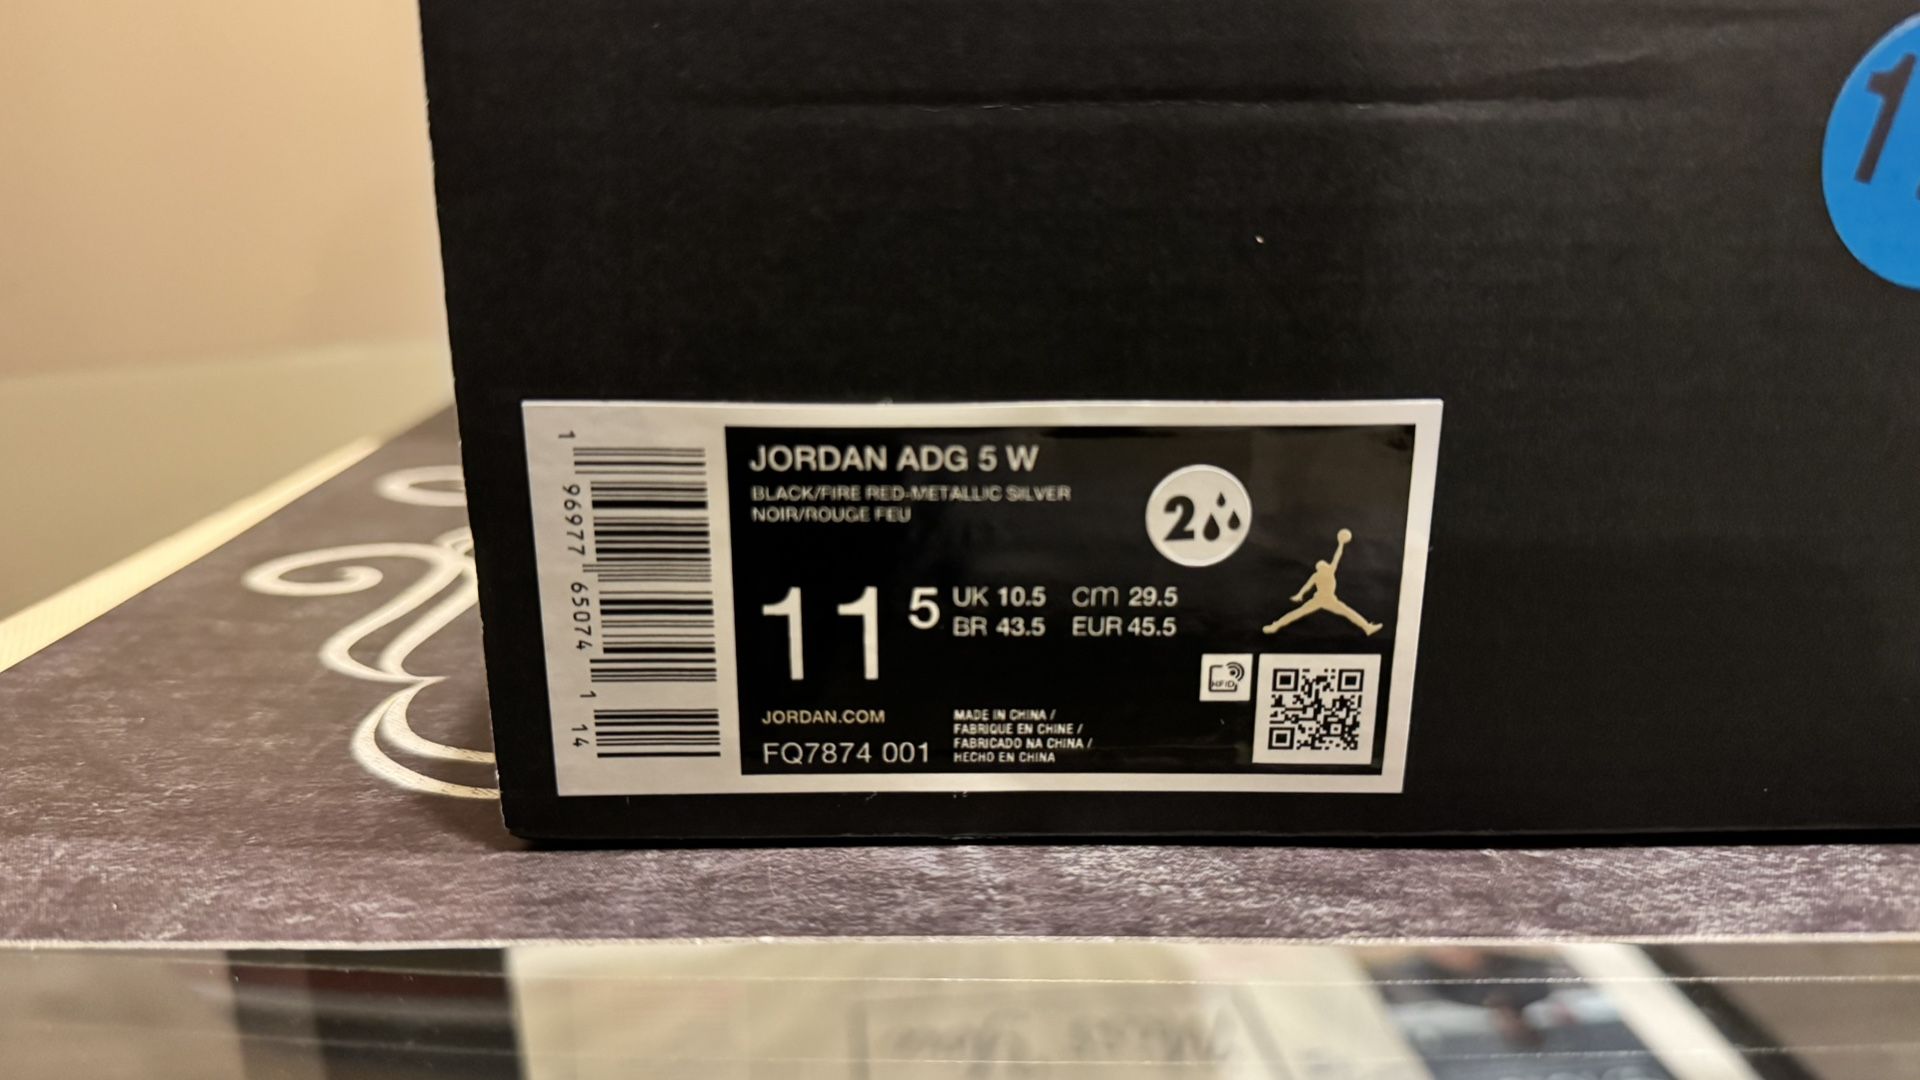 1 96977 65074 1 14
JORDAN ADG 5 W
BLACK/FIRE RED-METALLIC SILVER
NOIR/ROUGE FEU
2
11 5
UK 10.5 cm 29.5
BR 43.5 EUR 45.5
RFID
JORDAN.COM
FQ7874 001
MADE IN CHINA /
FABRIQUE EN CHINE /
FABRICADO NA CHINA /
HECHO EN CHINA